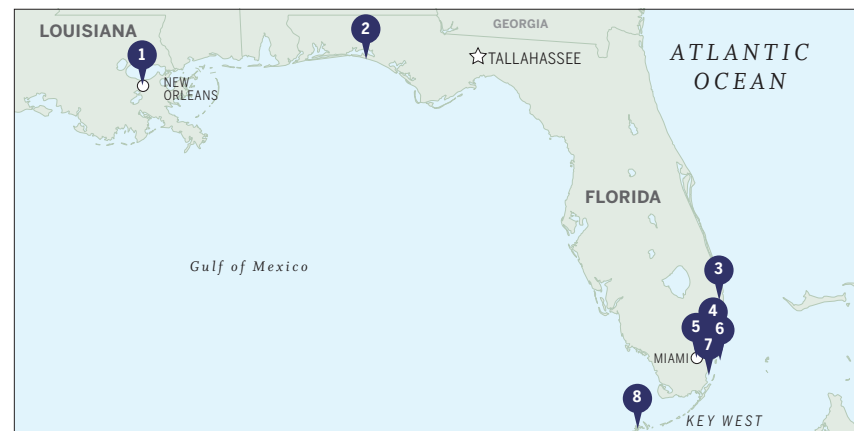 GEORGIA
LOUISIANA
2
1
TALLAHASSEE
ATLANTIC
OCEAN
NEW
ORLEANS
FLORIDA
Gulf of Mexico
3
4
5
6
7
MIAMI
8
KEY WEST